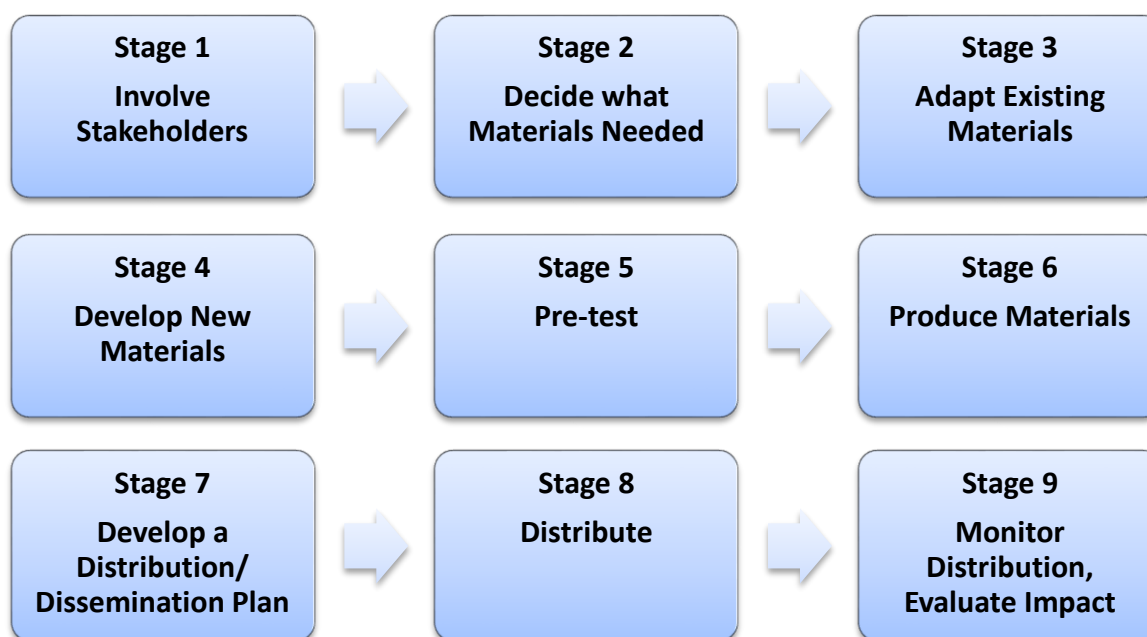 Stage 1
Involve
Stakeholders
Stage 2
Decide what
Materials Needed
Stage 3
Adapt Existing
Materials
Stage 4
Develop New
Materials
Stage 5
Pre-test
Stage 6
Produce Materials
Stage 7
Develop a
Distribution/
Dissemination Plan
Stage 8
Distribute
Stage 9
Monitor
Distribution,
Evaluate Impact